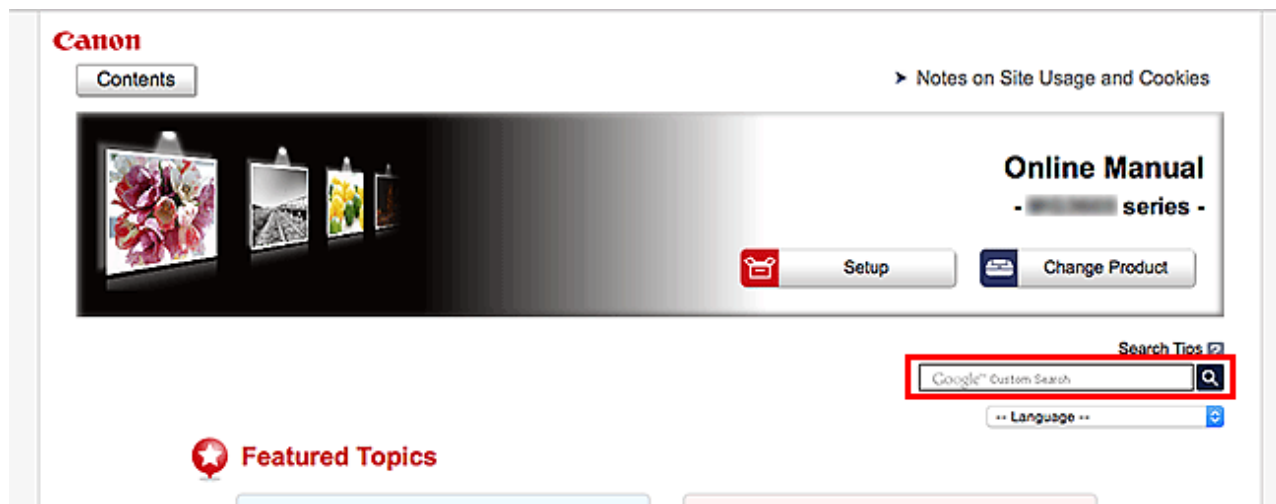 Canon
Contents
Notes on Site Usage and Cookies
Online Manual
- series -
Setup
Change Product
Search Tips
Google™ Custom Search
-- Language --
Featured Topics